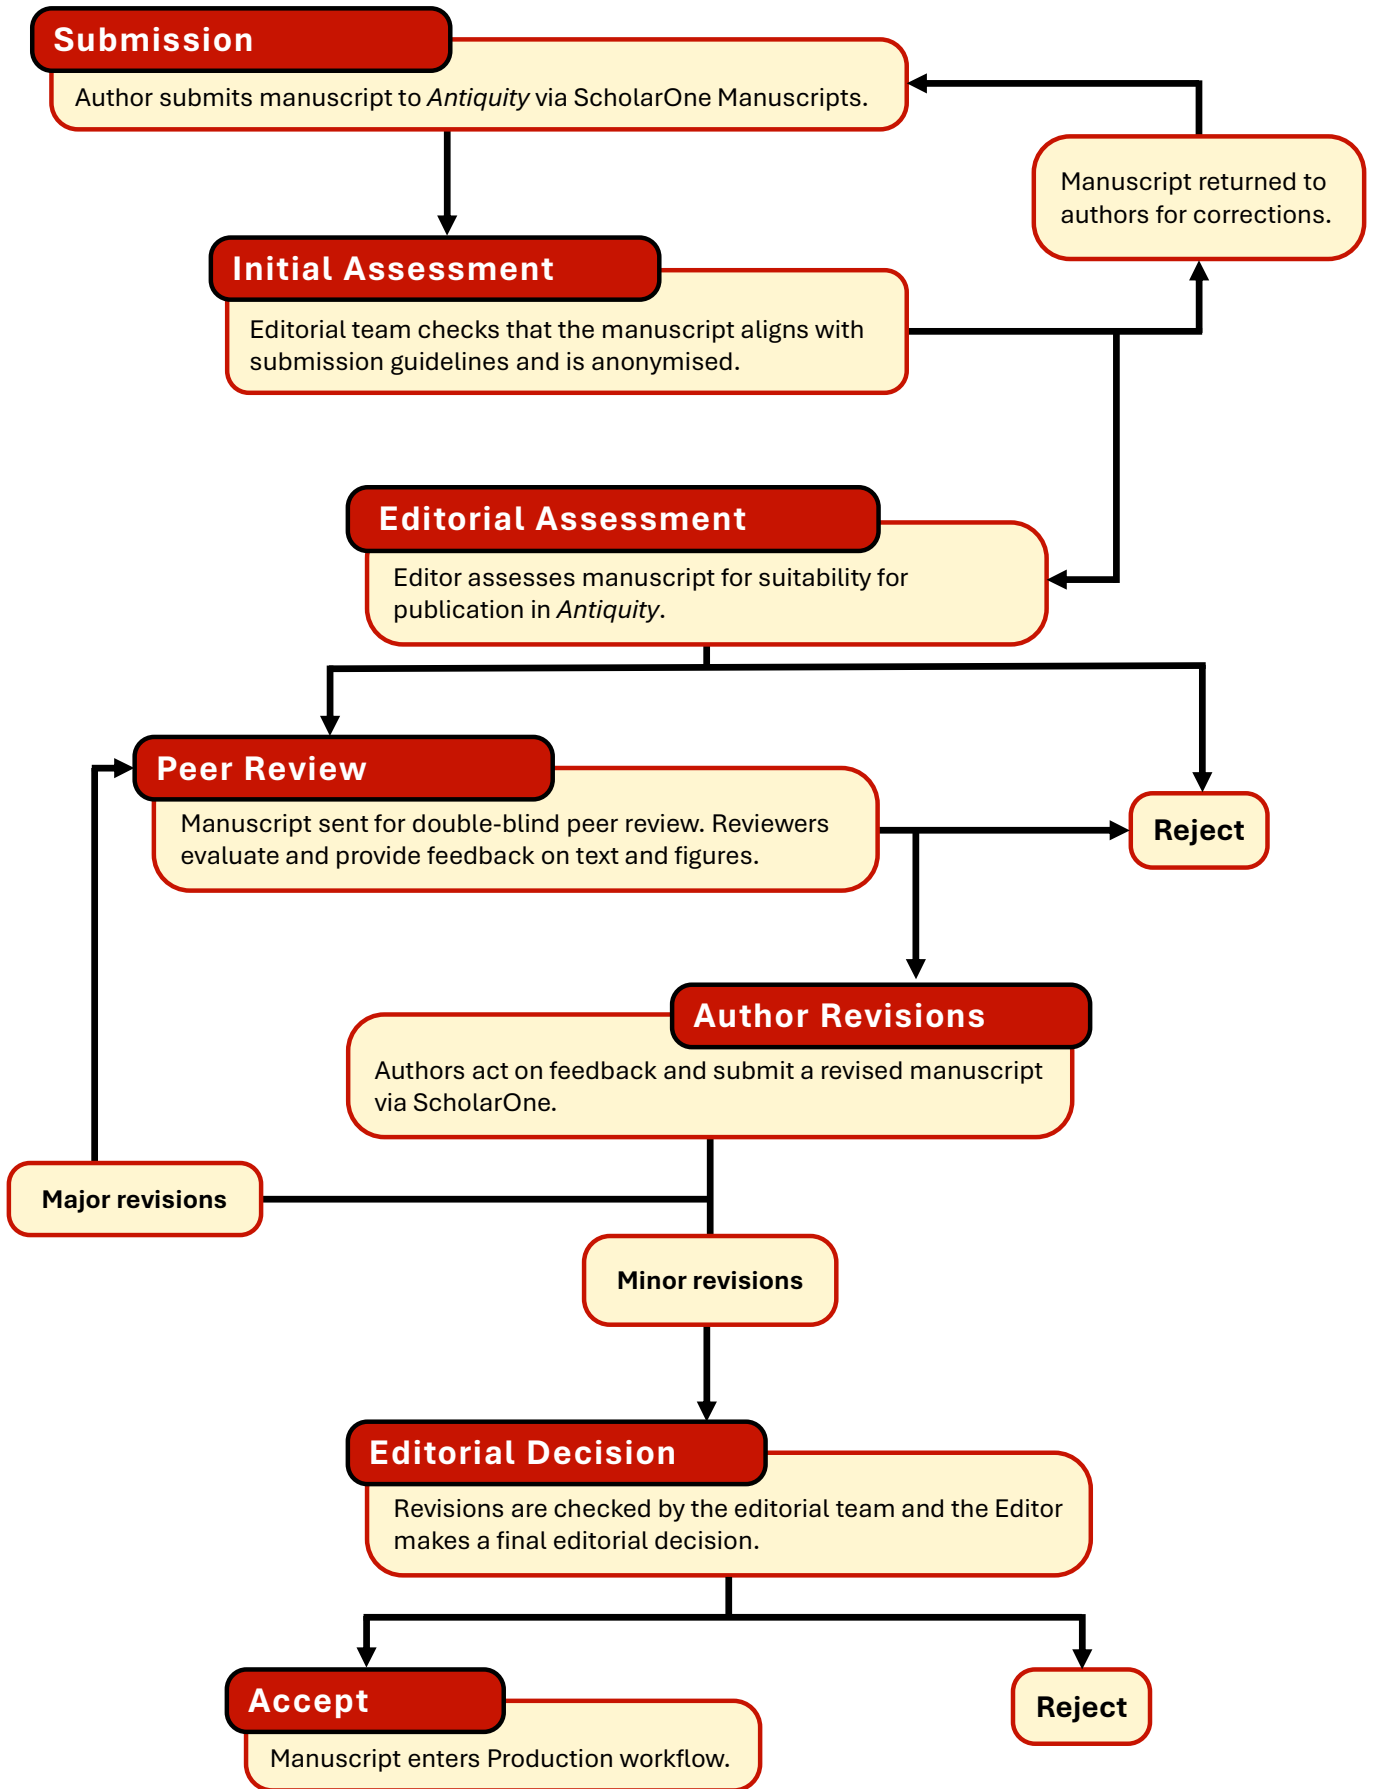 Submission
Author submits manuscript to Antiquity via ScholarOne Manuscripts.
Manuscript returned to
authors for corrections.
Initial Assessment
Editorial team checks that the manuscript aligns with
submission guidelines and is anonymised.
Editorial Assessment
Editor assesses manuscript for suitability for
publication in Antiquity.
Peer Review
Manuscript sent for double-blind peer review. Reviewers
evaluate and provide feedback on text and figures.
Reject
Author Revisions
Authors act on feedback and submit a revised manuscript
via ScholarOne.
Major revisions
Minor revisions
Editorial Decision
Revisions are checked by the editorial team and the Editor
makes a final editorial decision.
Accept
Manuscript enters Production workflow.
Reject